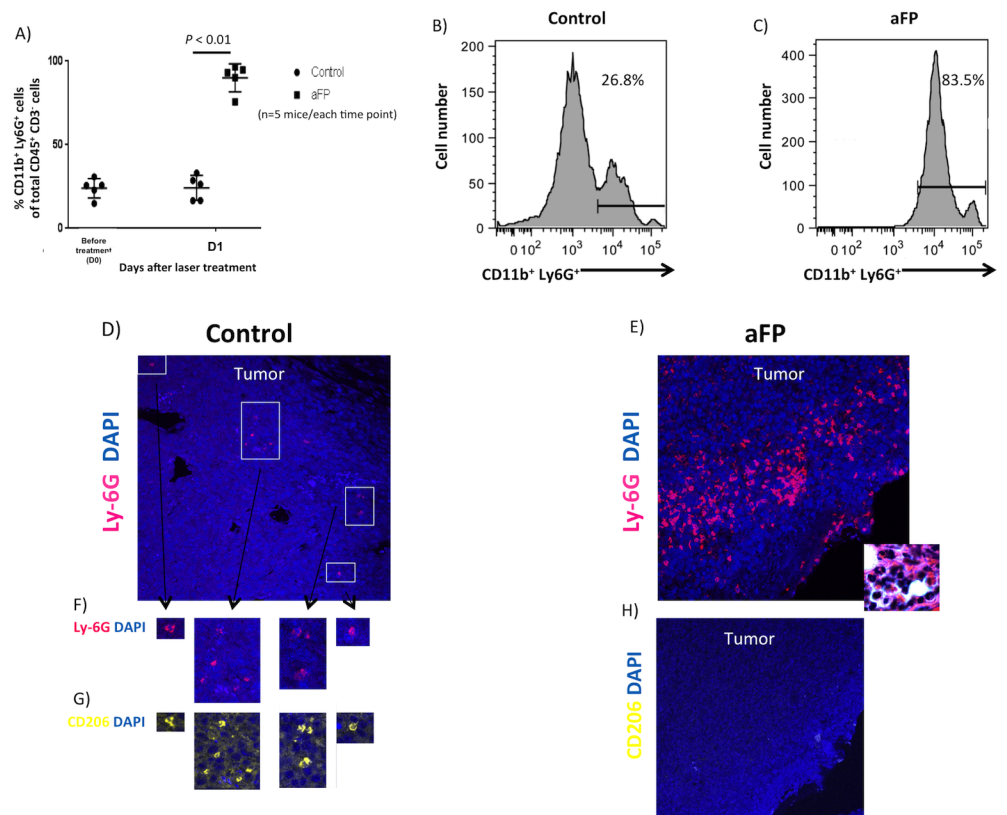 A)
P < 0.01
% CD11b⁺ Ly6G⁺ cells
of total CD45⁺ CD3⁻ cells
100
50
0
Control
aFP
(n=5 mice/each time point)
Before
treatment
(D0)
D1
Days after laser treatment
B)
Control
Cell number
200
150
100
50
0
26.8%
0 10² 10³ 10⁴ 10⁵
CD11b⁺ Ly6G⁺
C)
aFP
Cell number
400
300
200
100
0
83.5%
0 10² 10³ 10⁴ 10⁵
CD11b⁺ Ly6G⁺
D)
Control
Ly-6G DAPI
Tumor
E)
aFP
Ly-6G DAPI
Tumor
F)
Ly-6G DAPI
G)
CD206 DAPI
H)
CD206 DAPI
Tumor